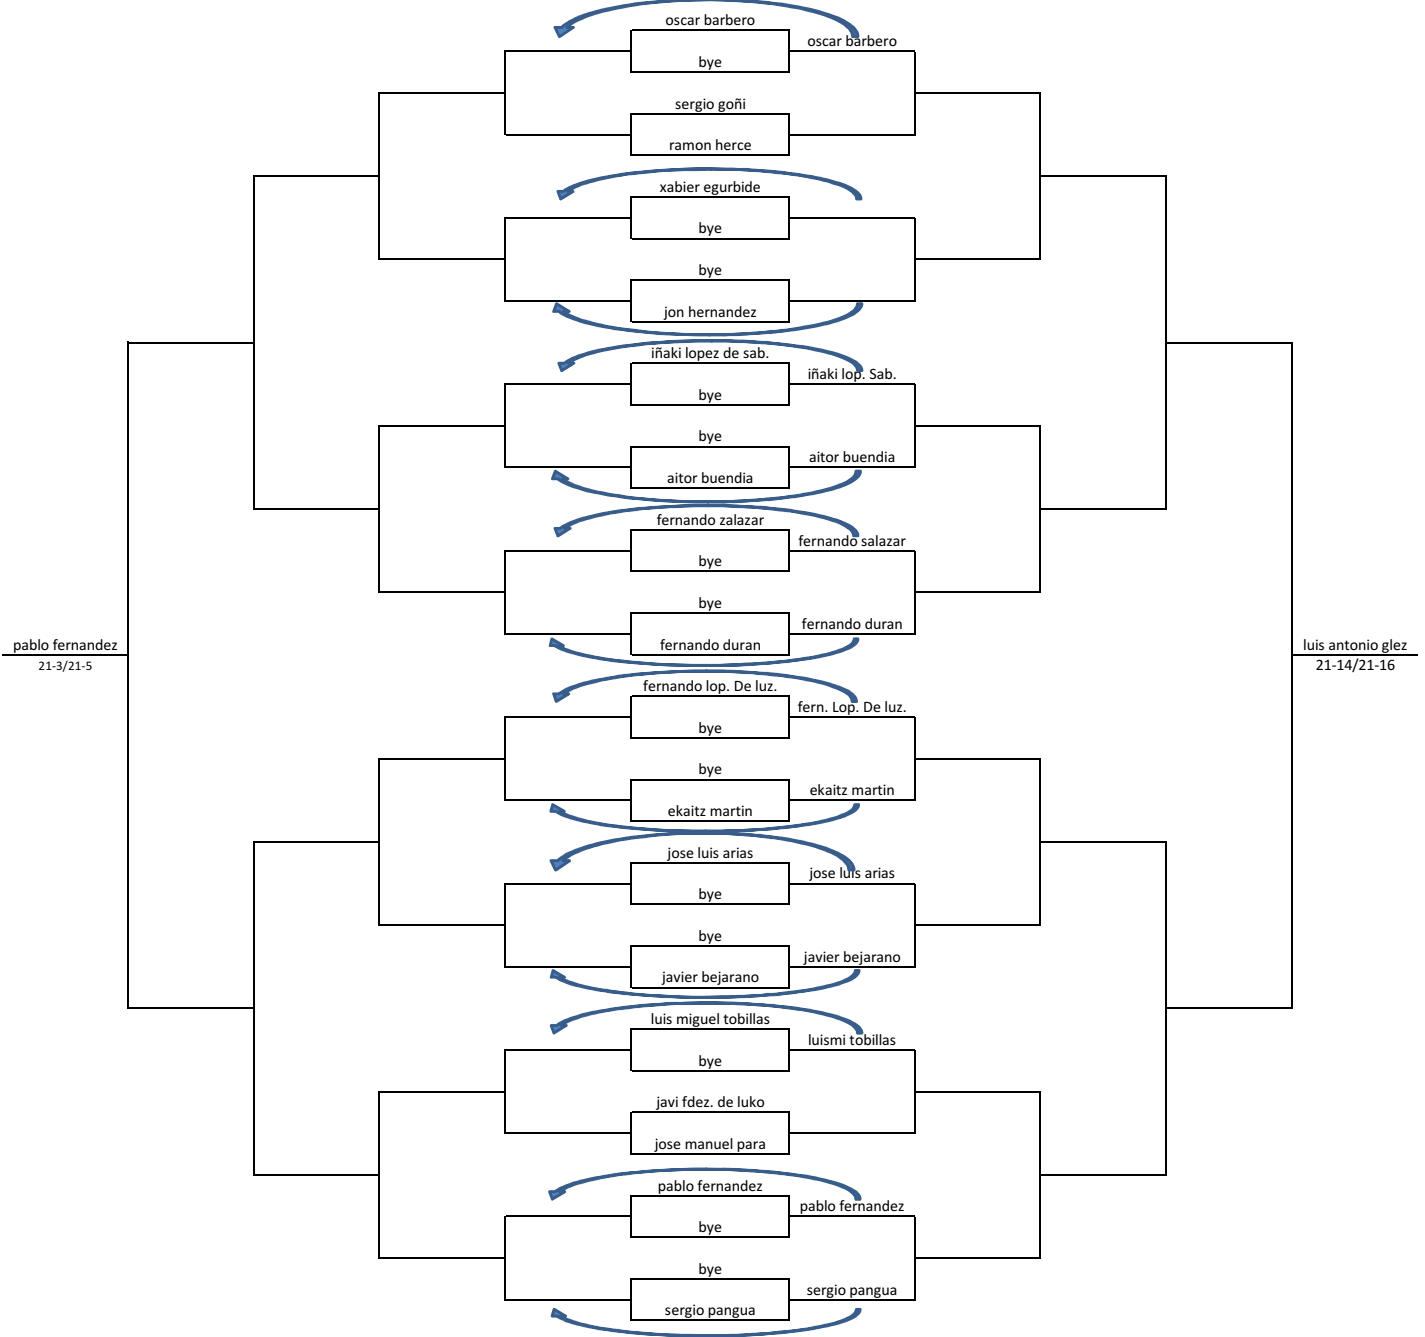 oscar barbero
oscar barbero
bye
sergio goñi
ramon herce
xabier egurbide
bye
bye
jon hernandez
iñaki lopez de sab.
iñaki lop. Sab.
bye
bye
aitor buendia
aitor buendia
fernando zalazar
fernando salazar
bye
bye
fernando duran
fernando duran
pablo fernandez
21-3/21-5
luis antonio glez
21-14/21-16
fernando lop. De luz.
fern. Lop. De luz.
bye
bye
ekaitz martin
ekaitz martin
jose luis arias
jose luis arias
bye
bye
javier bejarano
javier bejarano
luis miguel tobillas
luismi tobillas
bye
javi fdez. de luko
jose manuel para
pablo fernandez
pablo fernandez
bye
bye
sergio pangua
sergio pangua